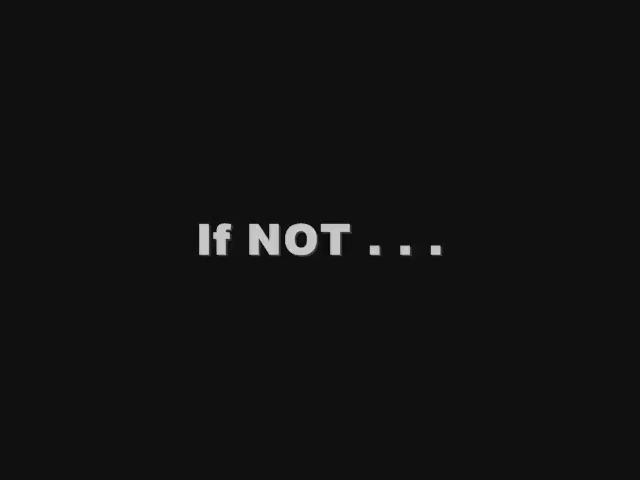 If NOT . . .